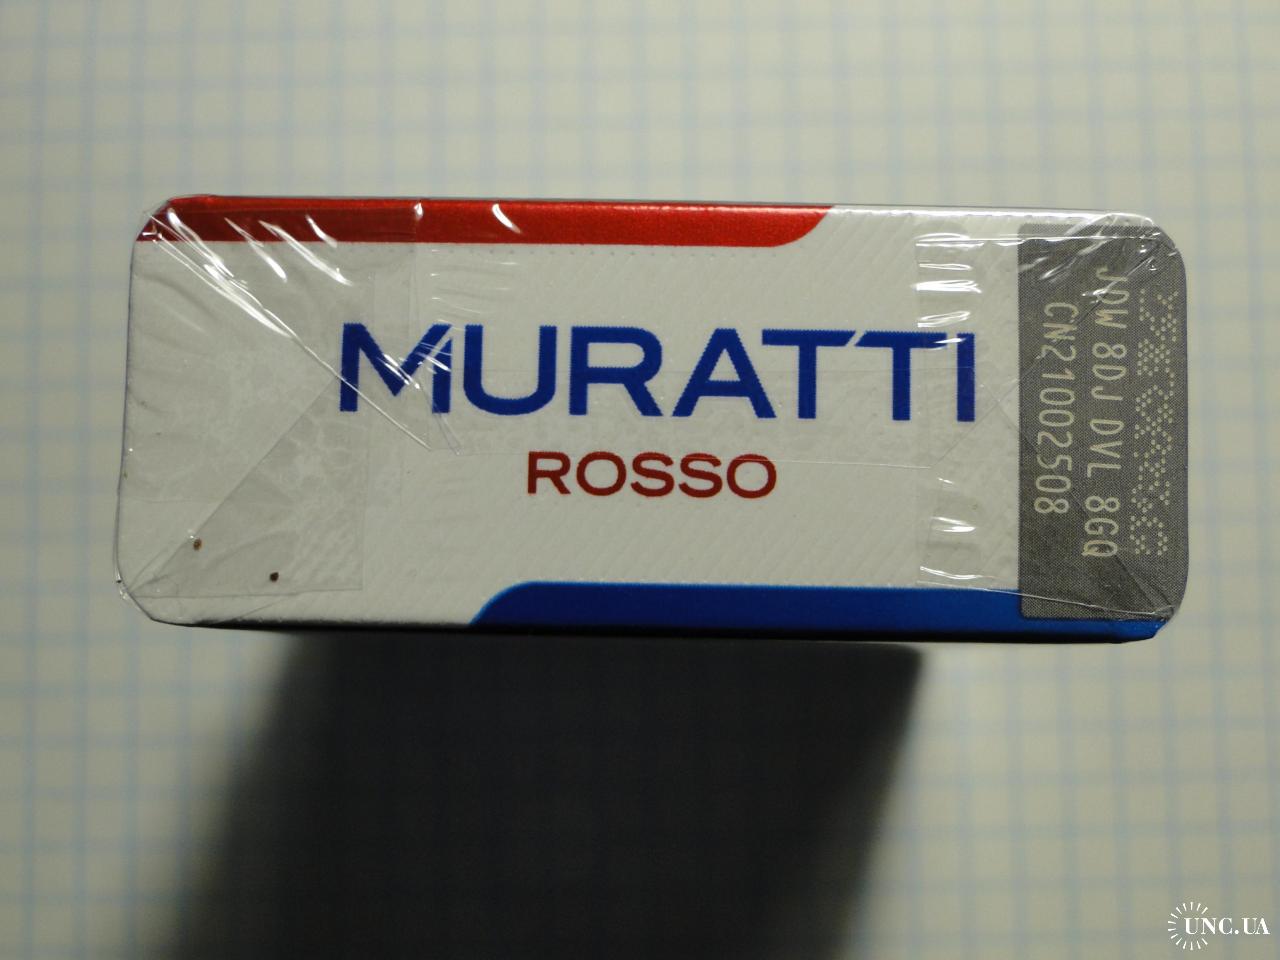 MURATTI
ROSSO
JDW 8DJ DVL 8GQ
CN21002508
UNC.UA